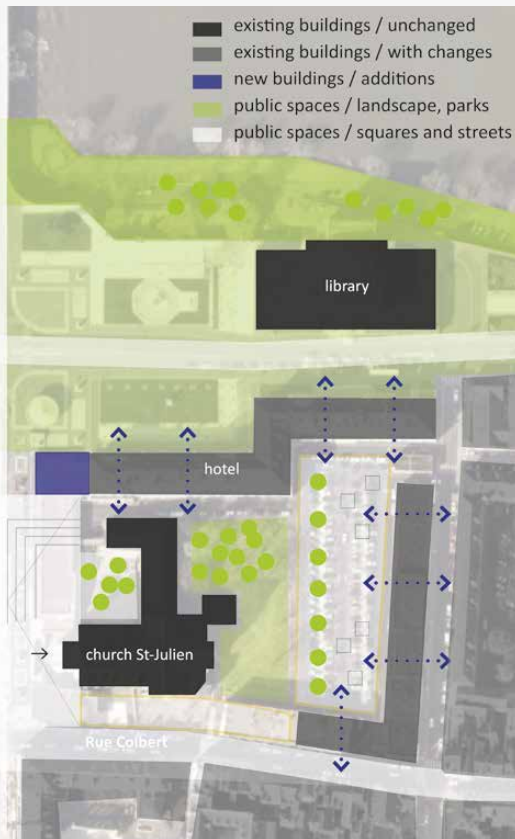 existing buildings / unchanged
existing buildings / with changes
new buildings / additions
public spaces / landscape, parks
public spaces / squares and streets
library
hotel
church St-Julien
Rue Colbert